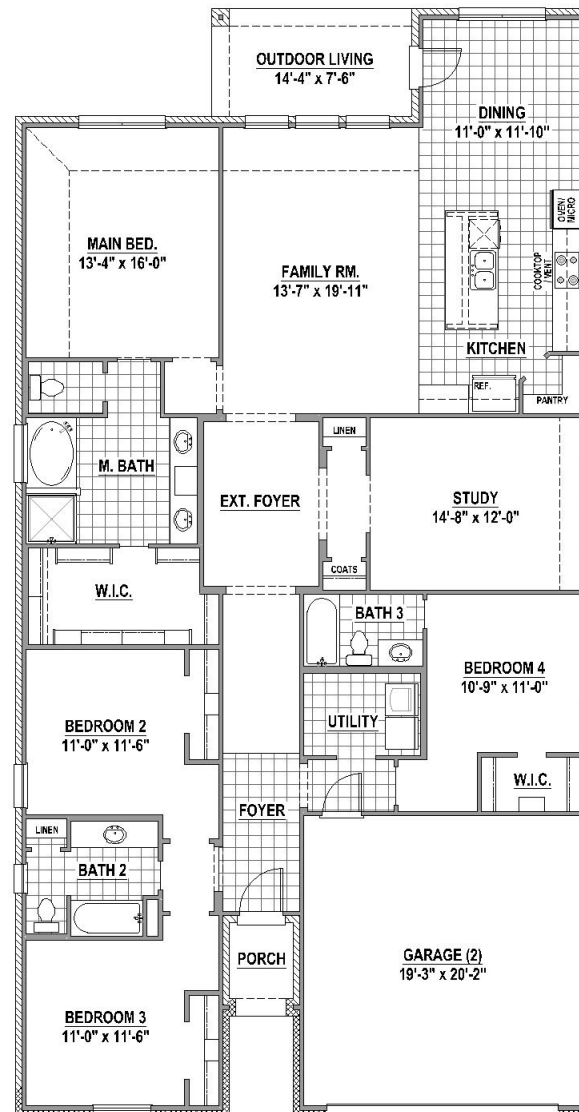 OUTDOOR LIVING
14'-4" x 7'-6"
DINING
11'-0" x 11'-10"
OVEN/
MICRO
MAIN BED.
13'-4" x 16'-0"
FAMILY RM.
13'-7" x 19'-11"
COOKTOP
VENT
KITCHEN
REF.
PANTRY
M. BATH
LINEN
EXT. FOYER
STUDY
14'-8" x 12'-0"
COATS
W.I.C.
BATH 3
BEDROOM 4
10'-9" x 11'-0"
BEDROOM 2
11'-0" x 11'-6"
UTILITY
W.I.C.
FOYER
LINEN
BATH 2
PORCH
GARAGE (2)
19'-3" x 20'-2"
BEDROOM 3
11'-0" x 11'-6"